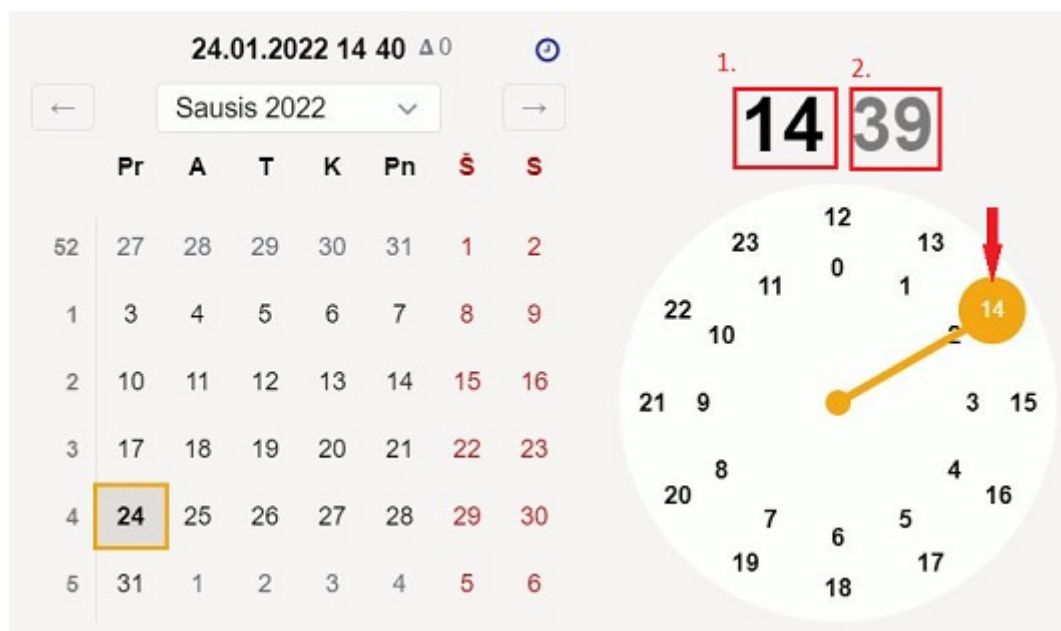 24.01.2022 14 40 Δ 0
← Sausis 2022 →
Pr A T K Pn Š S
52 27 28 29 30 31 1 2
1 3 4 5 6 7 8 9
2 10 11 12 13 14 15 16
3 17 18 19 20 21 22 23
4 24 25 26 27 28 29 30
5 31 1 2 3 4 5 6
1. 2.
14 39
12
23 13
0
11 1
22 14
10 2
21 9 3 15
8 4
20 16
7 5
6
19 17
18